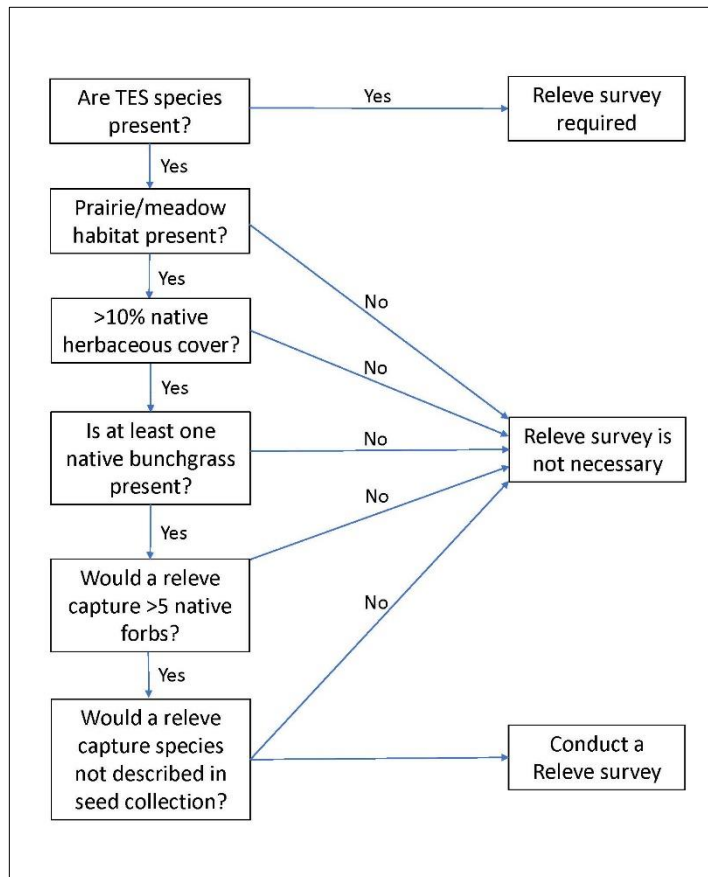 Are TES species
present?
Yes
Releve survey
required
Yes
Prairie/meadow
habitat present?
No
Yes
>10% native
herbaceous cover?
No
Yes
Is at least one
native bunchgrass
present?
No
Releve survey is
not necessary
No
Yes
Would a releve
capture >5 native
forbs?
No
Yes
Would a releve
capture species
not described in
seed collection?
Conduct a
Releve survey